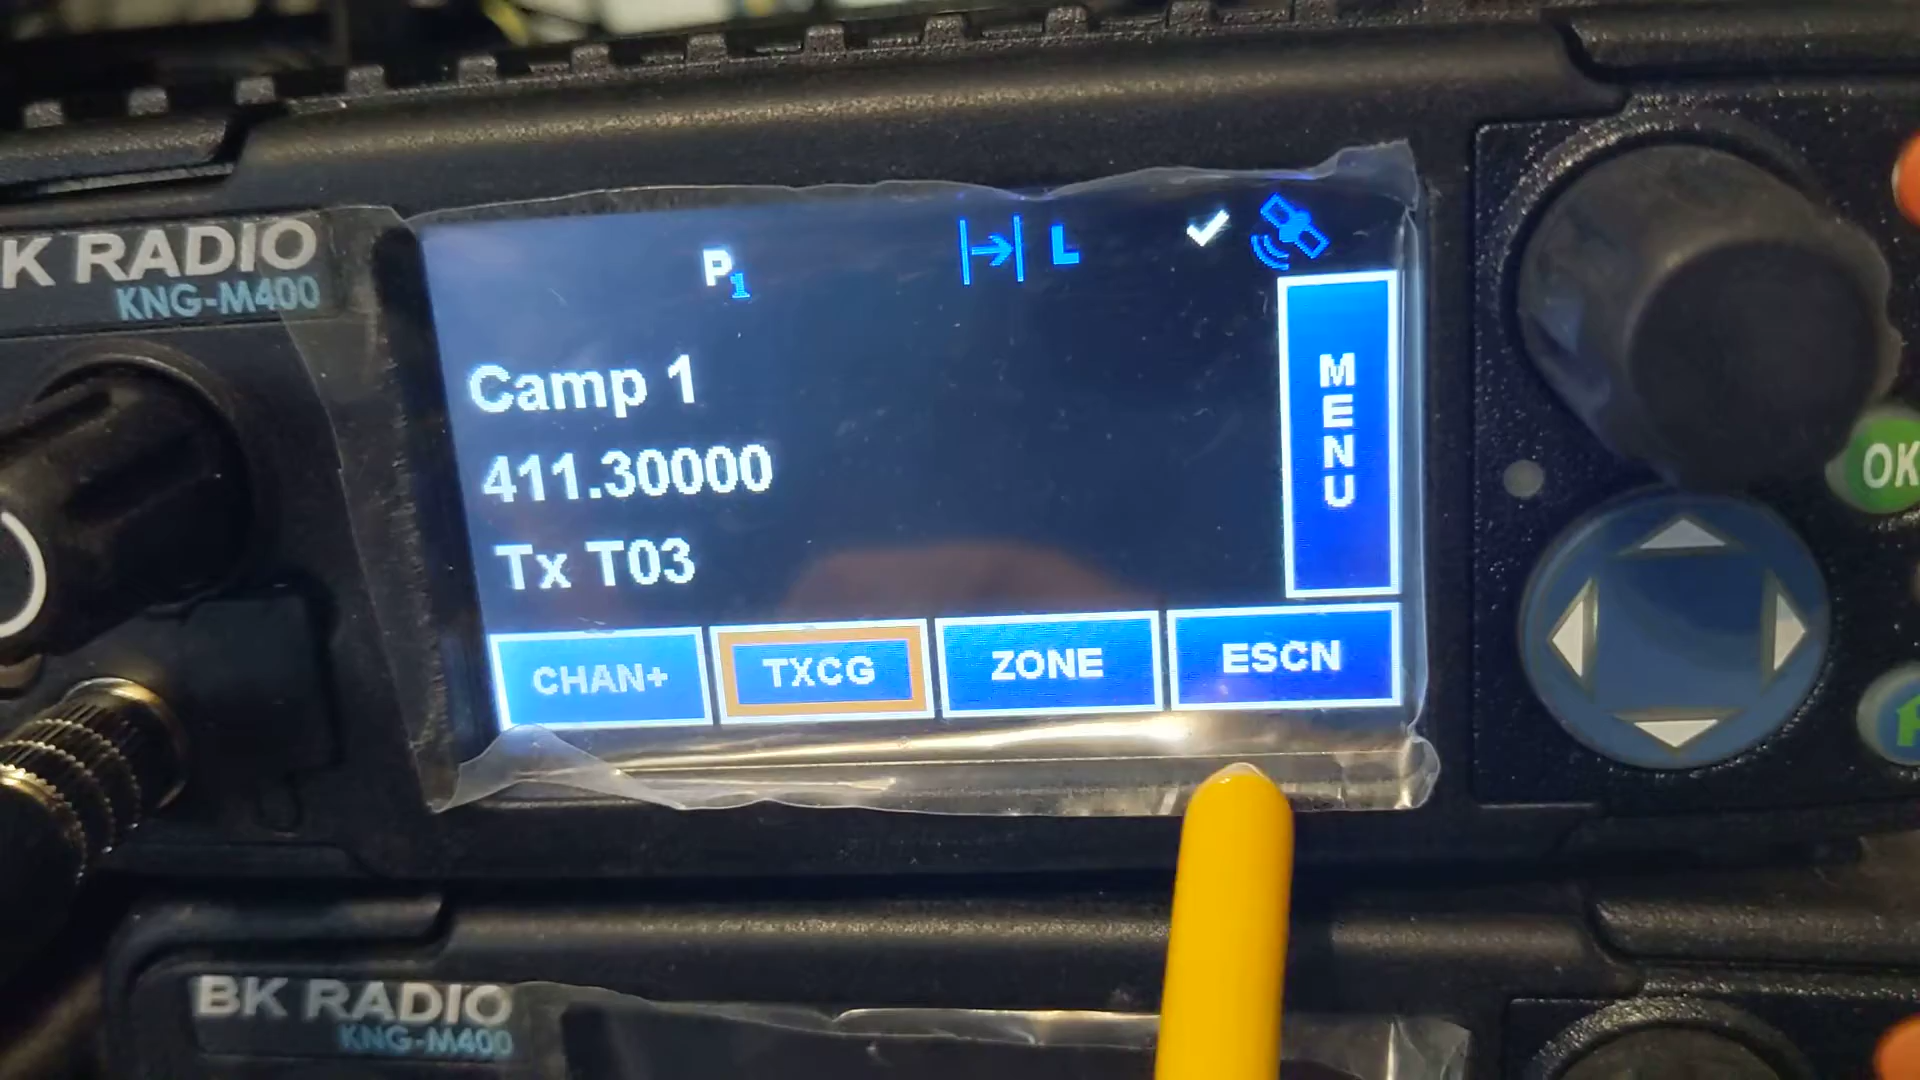 K RADIO
KNG-M400
P1
L
Camp 1
411.30000
Tx T03
MENU
CHAN+
TXCG
ZONE
ESCN
OK
BK RADIO
KNG-M400